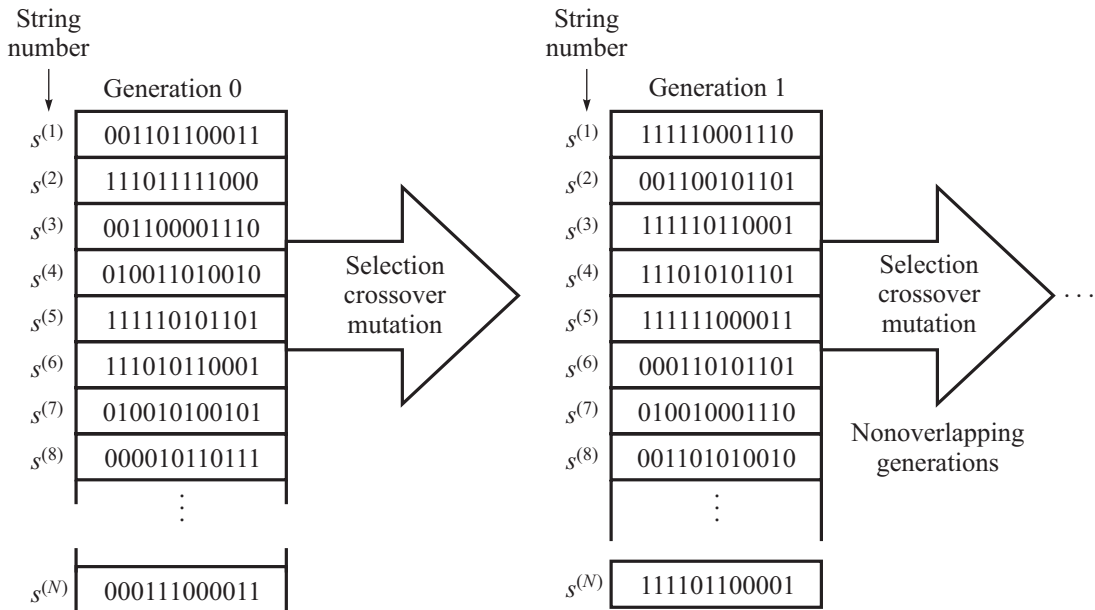 String
number
Generation 0
s(1) 001101100011
s(2) 111011111000
s(3) 001100001110
s(4) 010011010010
s(5) 111110101101
s(6) 111010110001
s(7) 010010100101
s(8) 000010110111
⋮
s(N) 000111000011
Selection
crossover
mutation
String
number
Generation 1
s(1) 111110001110
s(2) 001100101101
s(3) 111110110001
s(4) 111010101101
s(5) 111111000011
s(6) 000110101101
s(7) 010010001110
s(8) 001101010010
⋮
s(N) 111101100001
Selection
crossover
mutation
· · ·
Nonoverlapping
generations